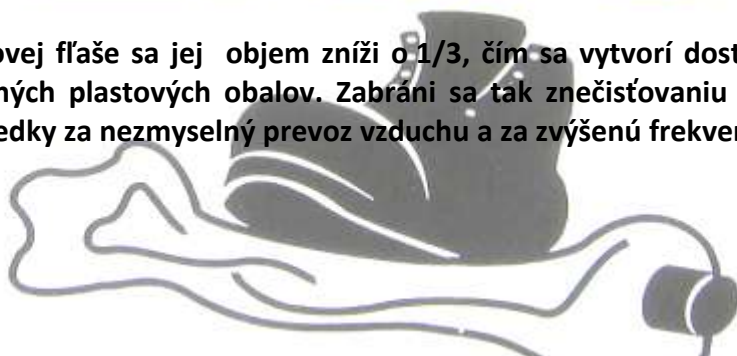 ovej fľaše sa jej objem zníži o 1/3, čím sa vytvorí dost
ných plastových obalov. Zabráni sa tak znečisťovaniu
edky za nezmyselný prevoz vzduchu a za zvýšenú frekve